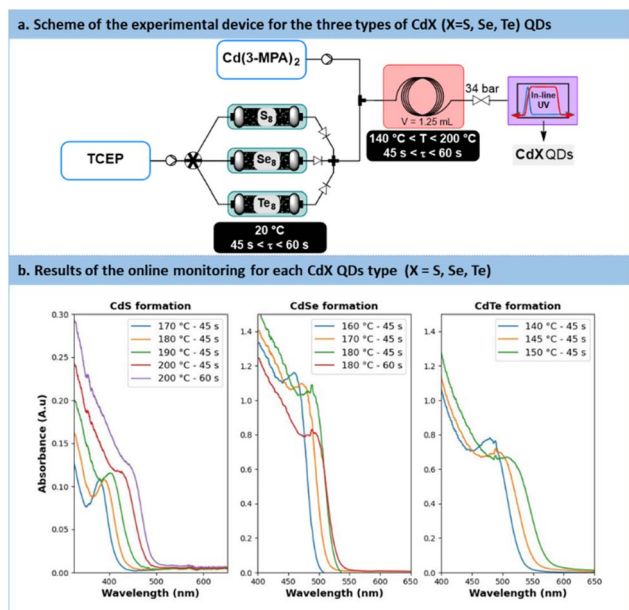 a. Scheme of the experimental device for the three types of CdX (X=S, Se, Te) QDs
Cd(3-MPA)₂
TCEP
S₈
Se₈
Te₈
20 °C
45 s < τ < 60 s
V = 1.25 mL
140 °C < T < 200 °C
45 s < τ < 60 s
34 bar
In-line
UV
CdX QDs
b. Results of the online monitoring for each CdX QDs type (X = S, Se, Te)
CdS formation
170 °C - 45 s
180 °C - 45 s
190 °C - 45 s
200 °C - 45 s
200 °C - 60 s
0.30
0.25
0.20
0.15
0.10
0.05
0.00
Absorbance (A.u)
400
500
600
Wavelength (nm)
CdSe formation
160 °C - 45 s
170 °C - 45 s
180 °C - 45 s
180 °C - 60 s
1.4
1.2
1.0
0.8
0.6
0.4
0.2
0.0
400
450
500
550
600
650
Wavelength (nm)
CdTe formation
140 °C - 45 s
145 °C - 45 s
150 °C - 45 s
1.4
1.2
1.0
0.8
0.6
0.4
0.2
0.0
400
450
500
550
600
650
Wavelength (nm)